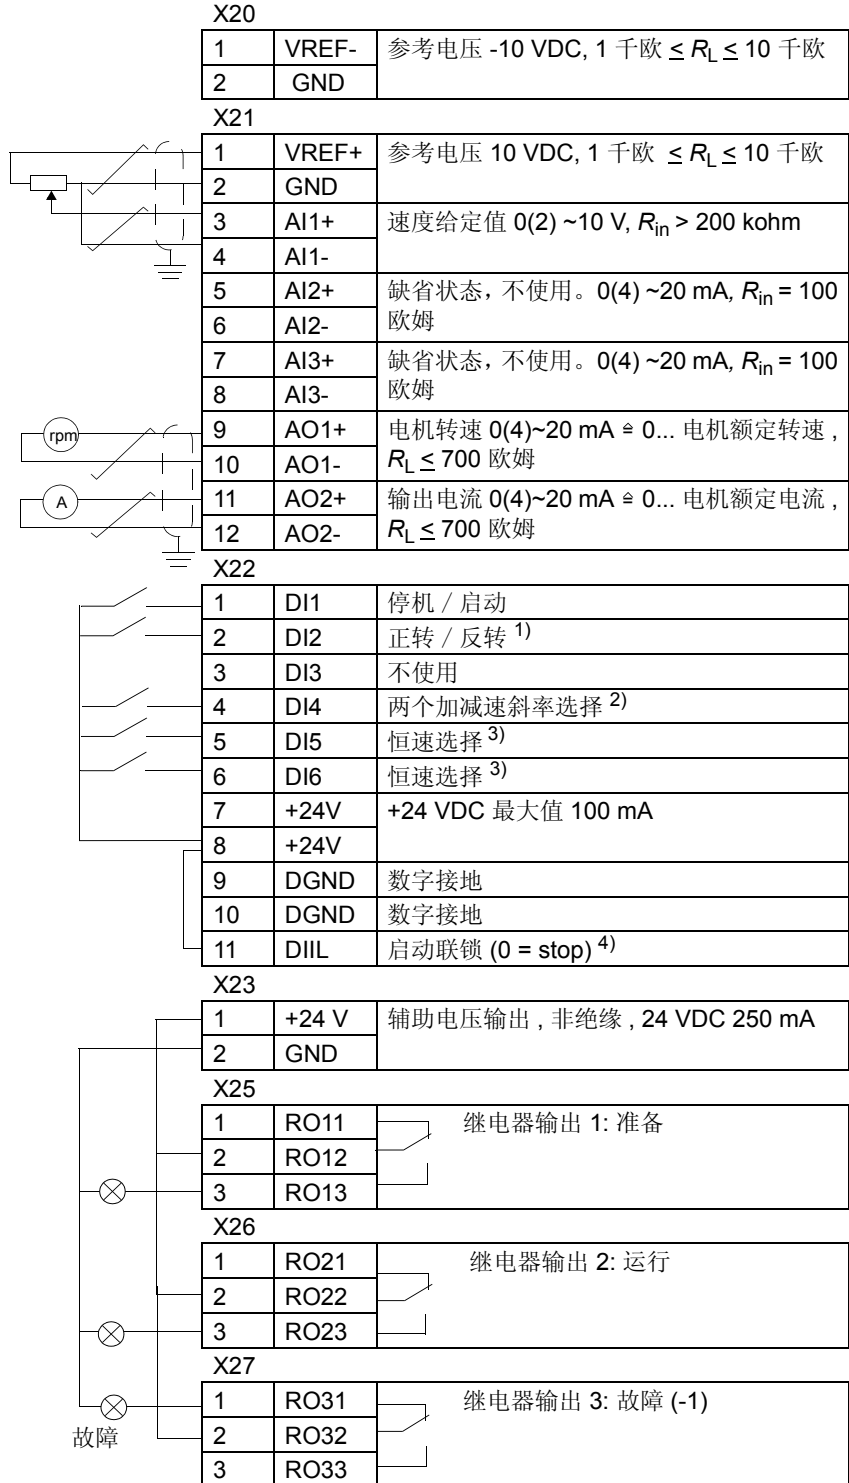 X20
1 VREF- 参考电压 -10 VDC, 1 千欧 ≤ RL ≤ 10 千欧
2 GND
X21
1 VREF+ 参考电压 10 VDC, 1 千欧 ≤ RL ≤ 10 千欧
2 GND
3 AI1+ 速度给定值 0(2) ~10 V, Rin > 200 kohm
4 AI1-
5 AI2+ 缺省状态，不使用。0(4) ~20 mA, Rin = 100
6 AI2- 欧姆
7 AI3+ 缺省状态，不使用。0(4) ~20 mA, Rin = 100
8 AI3- 欧姆
rpm 9 AO1+ 电机转速 0(4)~20 mA ≙ 0... 电机额定转速 ,
10 AO1- RL ≤ 700 欧姆
A 11 AO2+ 输出电流 0(4)~20 mA ≙ 0... 电机额定电流 ,
12 AO2- RL ≤ 700 欧姆
X22
1 DI1 停机 / 启动
2 DI2 正转 / 反转 1)
3 DI3 不使用
4 DI4 两个加减速斜率选择 2)
5 DI5 恒速选择 3)
6 DI6 恒速选择 3)
7 +24V +24 VDC 最大值 100 mA
8 +24V
9 DGND 数字接地
10 DGND 数字接地
11 DIIL 启动联锁 (0 = stop) 4)
X23
1 +24 V 辅助电压输出 , 非绝缘 , 24 VDC 250 mA
2 GND
X25
1 RO11 继电器输出 1: 准备
2 RO12
3 RO13
X26
1 RO21 继电器输出 2: 运行
2 RO22
3 RO23
X27
1 RO31 继电器输出 3: 故障 (-1)
故障 2 RO32
3 RO33